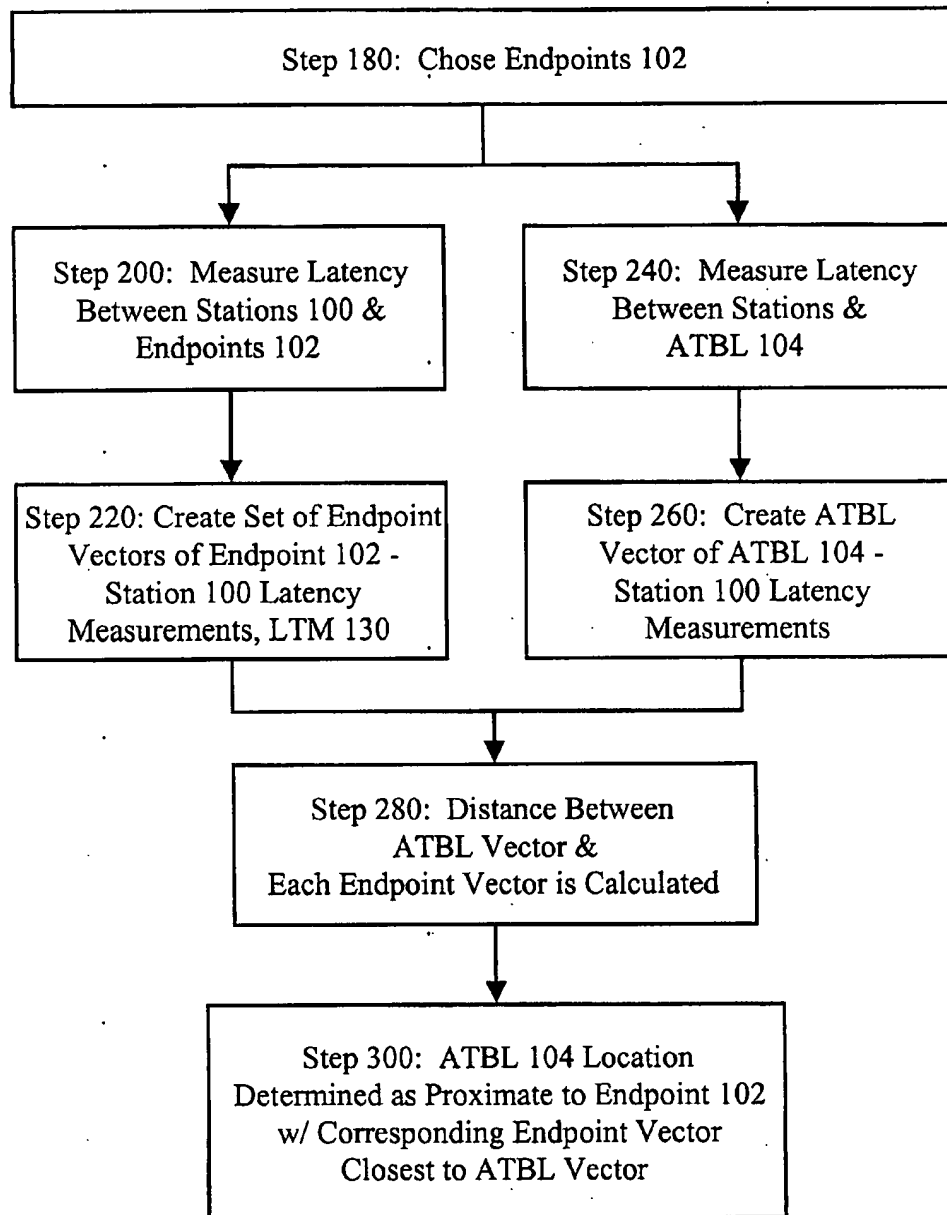 Step 180: Chose Endpoints 102
Step 200: Measure Latency
Between Stations 100 &
Endpoints 102
Step 240: Measure Latency
Between Stations &
ATBL 104
Step 220: Create Set of Endpoint
Vectors of Endpoint 102 -
Station 100 Latency
Measurements, LTM 130
Step 260: Create ATBL
Vector of ATBL 104 -
Station 100 Latency
Measurements
Step 280: Distance Between
ATBL Vector &
Each Endpoint Vector is Calculated
Step 300: ATBL 104 Location
Determined as Proximate to Endpoint 102
w/ Corresponding Endpoint Vector
Closest to ATBL Vector